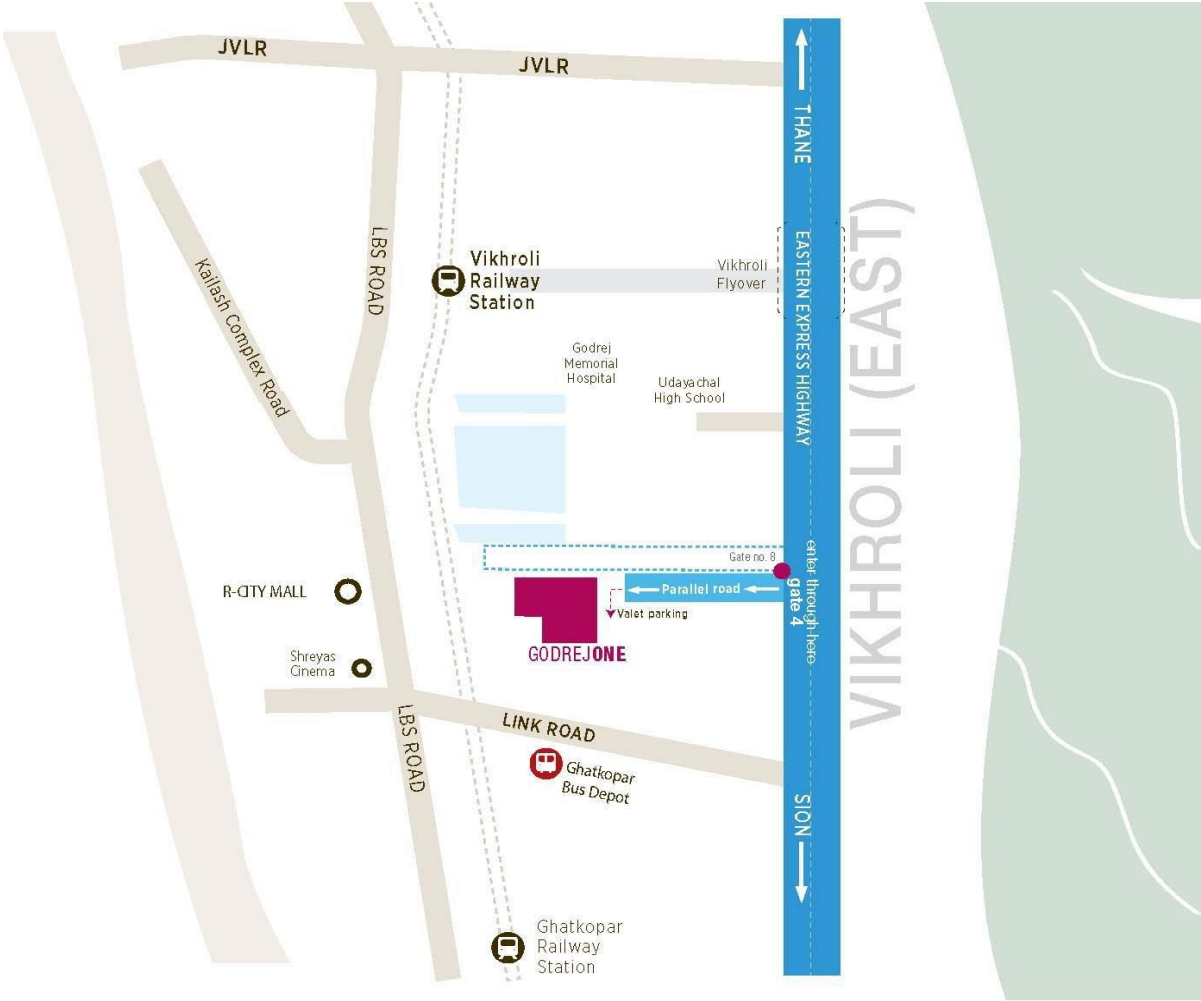 JVLR
JVLR
THANE
LBS ROAD
Kailash Complex Road
Vikhroli
Railway
Station
Vikhroli
Flyover
EASTERN EXPRESS HIGHWAY
VIKHROLI (EAST)
Godrej
Memorial
Hospital
Udayachal
High School
Gate no. 8
enter through here
gate 4
Parallel road
Valet parking
R-CITY MALL
GODREJONE
Shreyas
Cinema
LINK ROAD
LBS ROAD
Ghatkopar
Bus Depot
SION
Ghatkopar
Railway
Station